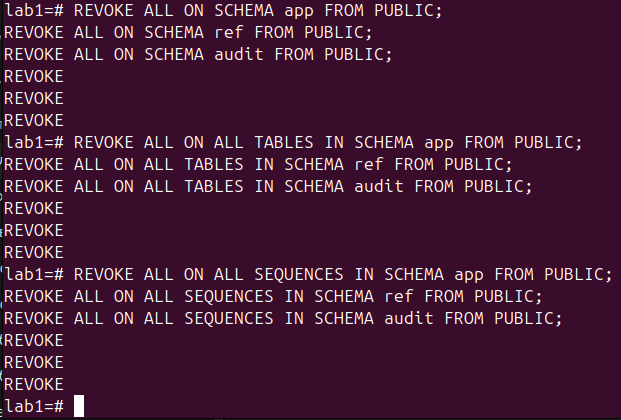 lab1=# REVOKE ALL ON SCHEMA app FROM PUBLIC;
REVOKE ALL ON SCHEMA ref FROM PUBLIC;
REVOKE ALL ON SCHEMA audit FROM PUBLIC;
REVOKE
REVOKE
REVOKE
lab1=# REVOKE ALL ON ALL TABLES IN SCHEMA app FROM PUBLIC;
REVOKE ALL ON ALL TABLES IN SCHEMA ref FROM PUBLIC;
REVOKE ALL ON ALL TABLES IN SCHEMA audit FROM PUBLIC;
REVOKE
REVOKE
REVOKE
lab1=# REVOKE ALL ON ALL SEQUENCES IN SCHEMA app FROM PUBLIC;
REVOKE ALL ON ALL SEQUENCES IN SCHEMA ref FROM PUBLIC;
REVOKE ALL ON ALL SEQUENCES IN SCHEMA audit FROM PUBLIC;
REVOKE
REVOKE
REVOKE
lab1=#